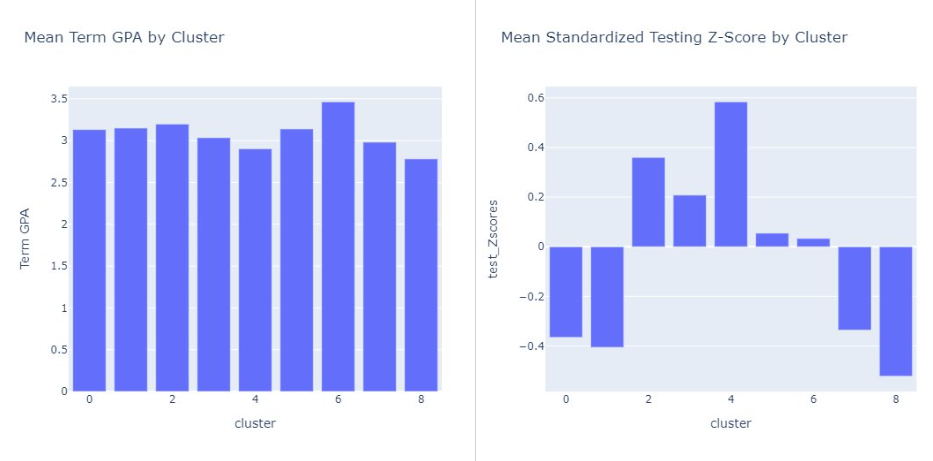 Mean Term GPA by Cluster
3.5
3
2.5
2
1.5
1
0.5
0
Term GPA
0 2 4 6 8
cluster
Mean Standardized Testing Z-Score by Cluster
0.6
0.4
0.2
0
−0.2
−0.4
test_Zscores
0 2 4 6 8
cluster